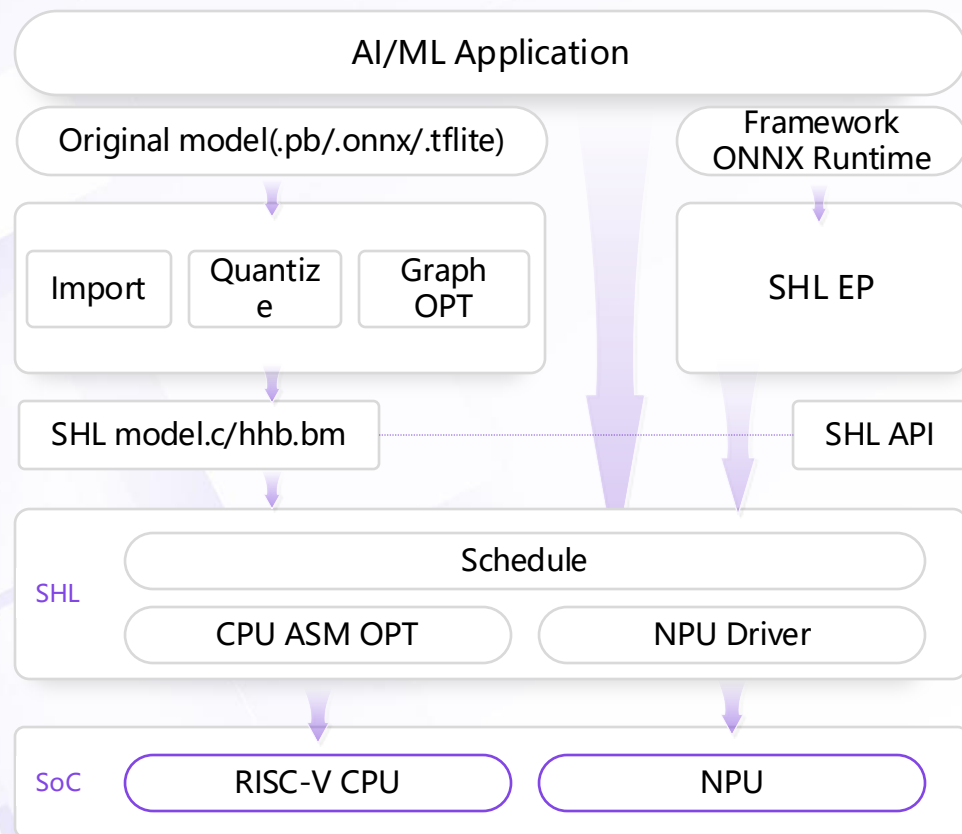 AI/ML Application
Original model(.pb/.onnx/.tflite)
Framework
ONNX Runtime
Import
Quantiz
e
Graph
OPT
SHL EP
SHL model.c/hhb.bm
SHL API
SHL
Schedule
CPU ASM OPT
NPU Driver
SoC
RISC-V CPU
NPU